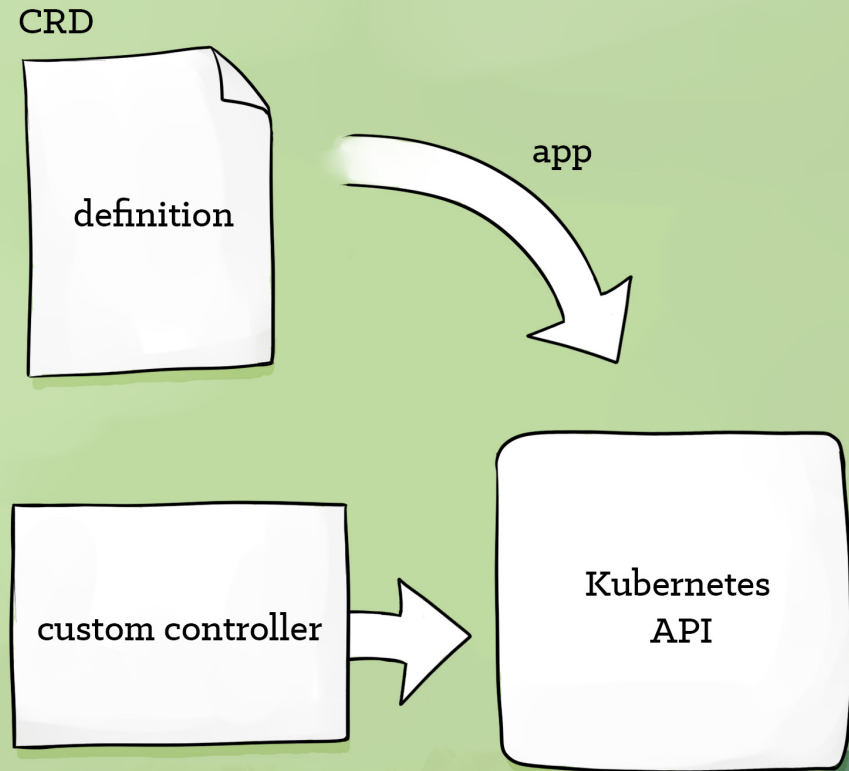 CRD
definition
app
custom controller
Kubernetes
API